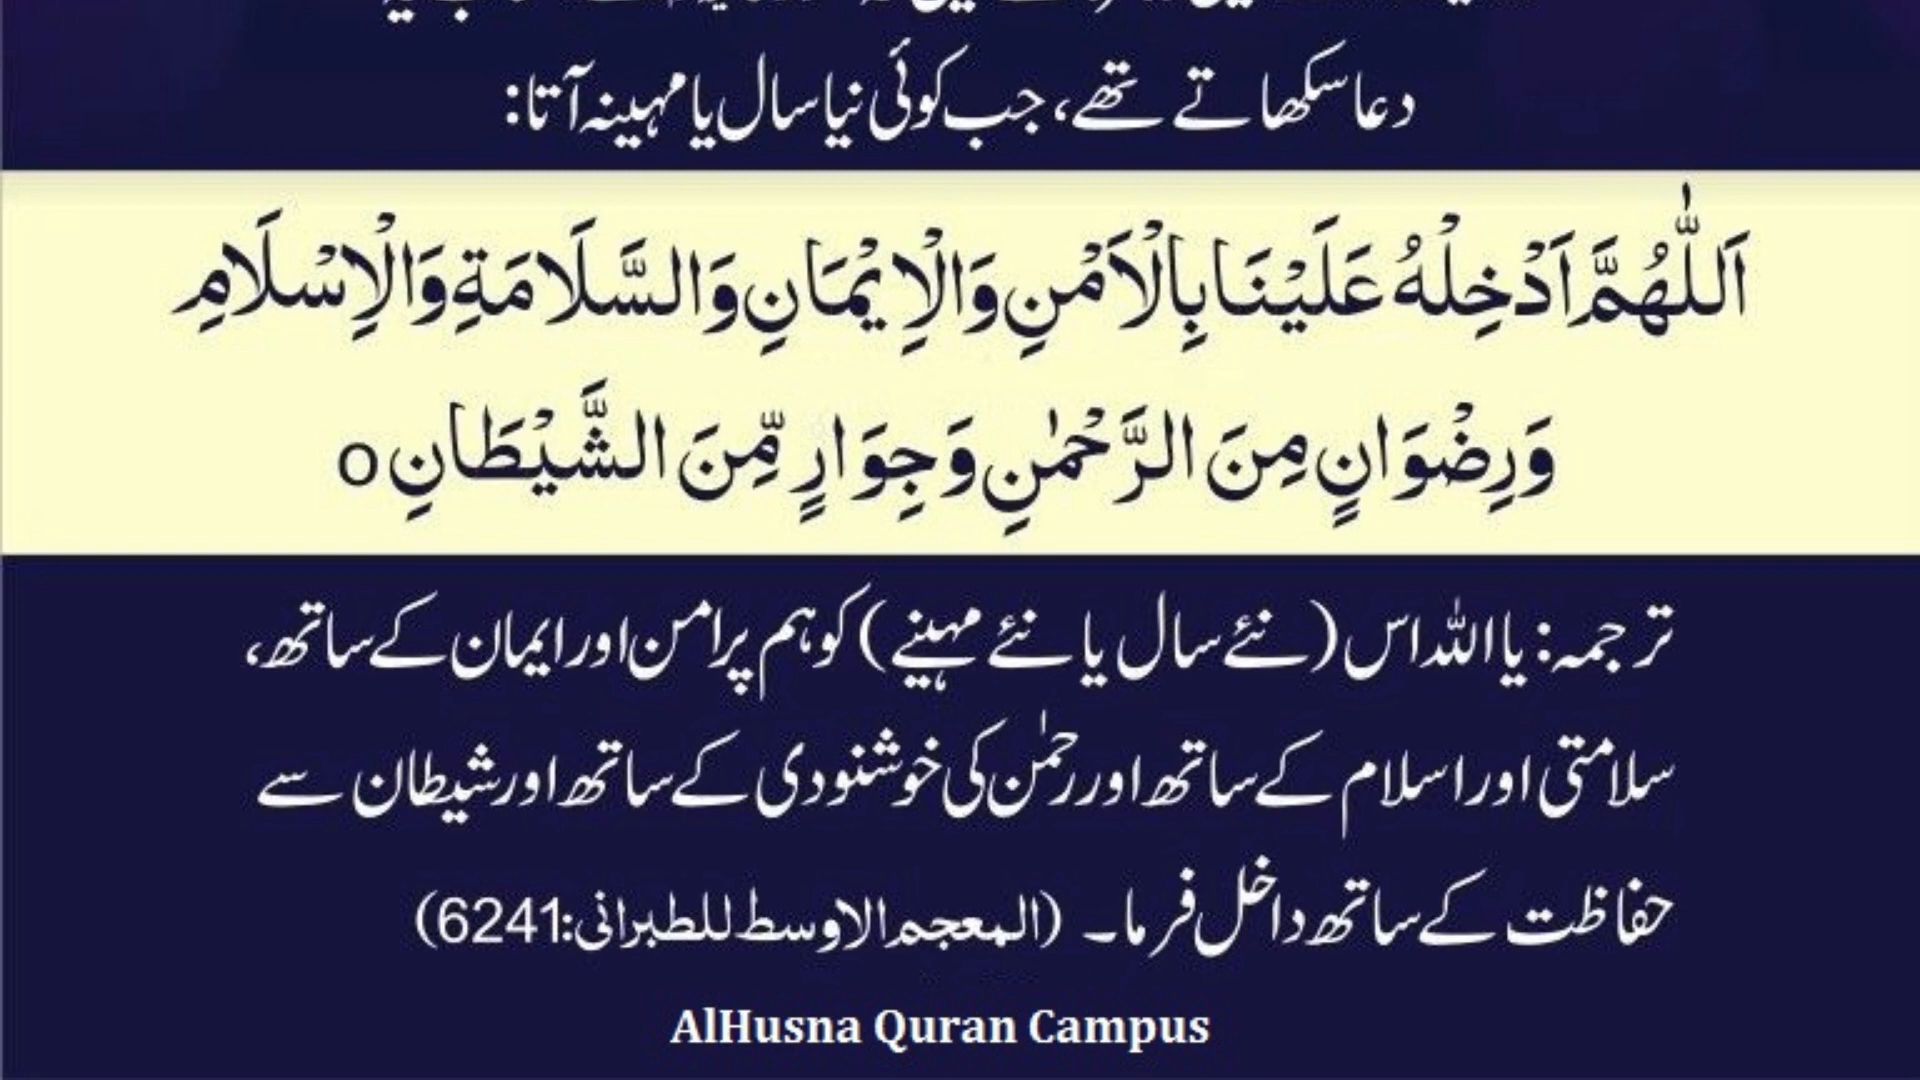 دعا سکھاتے تھے، جب کوئی نیا سال یا مہینہ آتا:
اَللّٰهُمَّ اَدْخِلْهُ عَلَيْنَا بِالْاَمْنِ وَالْاِيْمَانِ وَالسَّلَامَةِ وَالْاِسْلَامِ
وَرِضْوَانٍ مِنَ الرَّحْمٰنِ وَجِوَارٍ مِّنَ الشَّيْطَانِ o
ترجمہ: یا اللہ اس (نئے سال یا نئے مہینے) کو ہم پر امن اور ایمان کے ساتھ،
سلامتی اور اسلام کے ساتھ اور رحمٰن کی خوشنودی کے ساتھ اور شیطان سے
حفاظت کے ساتھ داخل فرما۔ (المعجم الاوسط للطبرانی:6241)
AlHusna Quran Campus